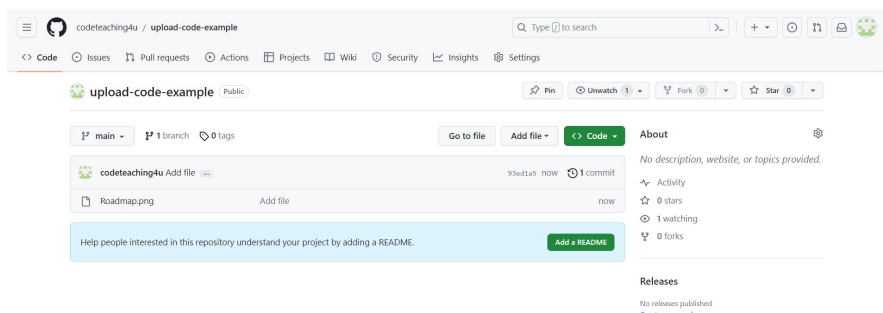 codeteaching4u / upload-code-example Type / to search
Code Issues Pull requests Actions Projects Wiki Security Insights Settings
upload-code-example Public Pin Unwatch 1 Fork 0 Star 0
main 1 branch 0 tags Go to file Add file Code
About
No description, website, or topics provided.
codeteaching4u Add file ... 93ed1a5 now 1 commit
Activity
Roadmap.png Add file now
0 stars
1 watching
0 forks
Help people interested in this repository understand your project by adding a README. Add a README
Releases
No releases published